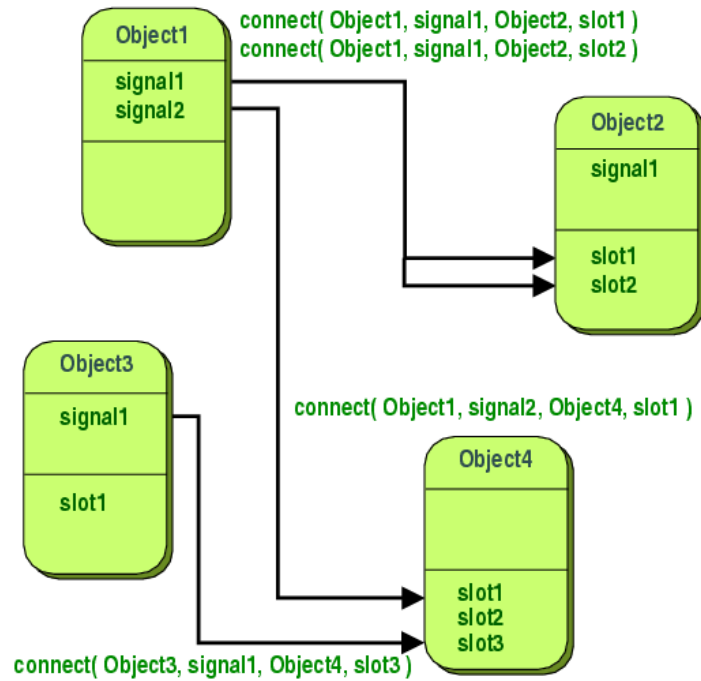 Object1
signal1
signal2
connect( Object1, signal1, Object2, slot1 )
connect( Object1, signal1, Object2, slot2 )
Object2
signal1
slot1
slot2
Object3
signal1
slot1
connect( Object1, signal2, Object4, slot1 )
Object4
slot1
slot2
slot3
connect( Object3, signal1, Object4, slot3 )